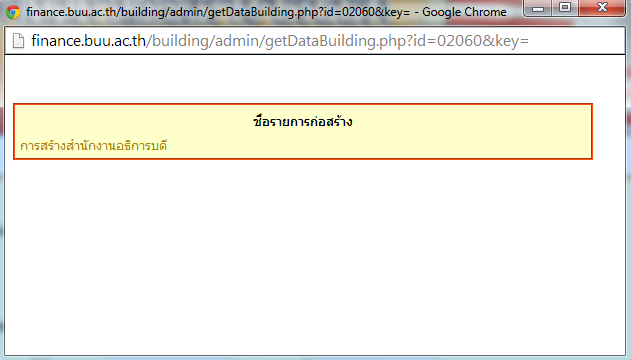 finance.buu.ac.th/building/admin/getDataBuilding.php?id=02060&key= - Google Chrome
finance.buu.ac.th/building/admin/getDataBuilding.php?id=02060&key=
ชื่อรายการก่อสร้าง
การสร้างสำนักงานอธิการบดี